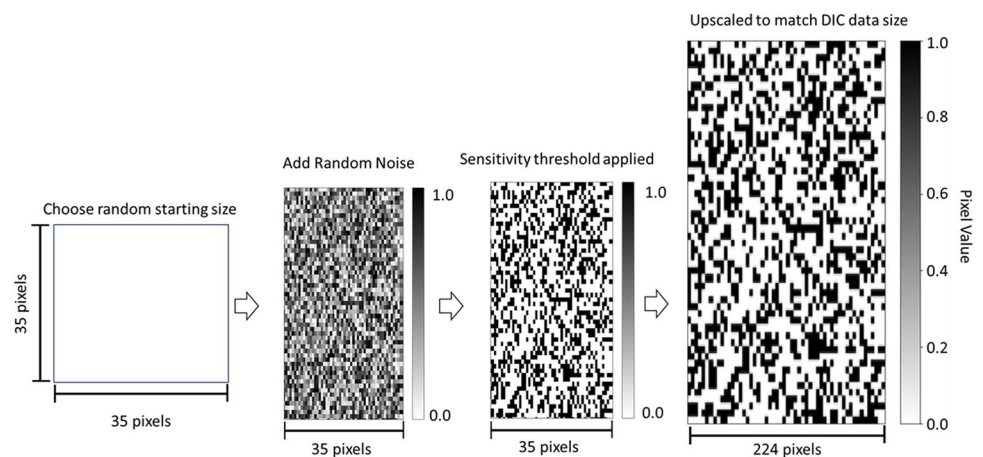 Choose random starting size
35 pixels
35 pixels
Add Random Noise
1.0
0.0
35 pixels
Sensitivity threshold applied
1.0
0.0
35 pixels
Upscaled to match DIC data size
1.0
0.8
0.6
0.4
0.2
0.0
Pixel Value
224 pixels